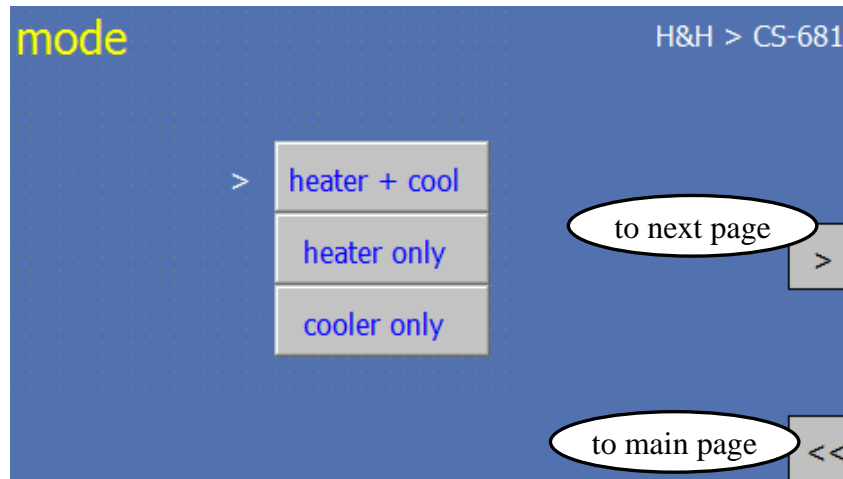 mode
H&H > CS-681
> heater + cool
heater only
to next page
>
cooler only
to main page
<<